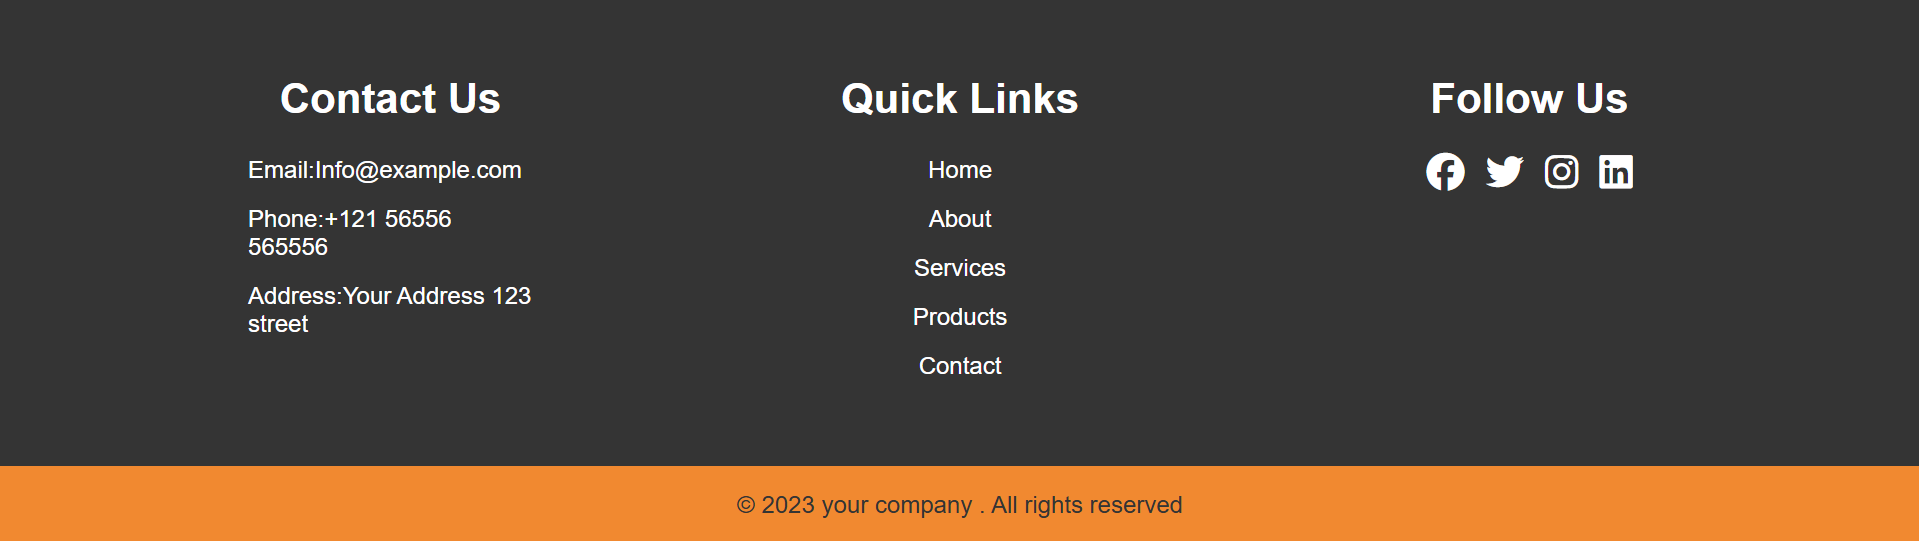 Contact Us
Email:Info@example.com
Phone:+121 56556
565556
Address:Your Address 123
street
Quick Links
Home
About
Services
Products
Contact
Follow Us
© 2023 your company . All rights reserved